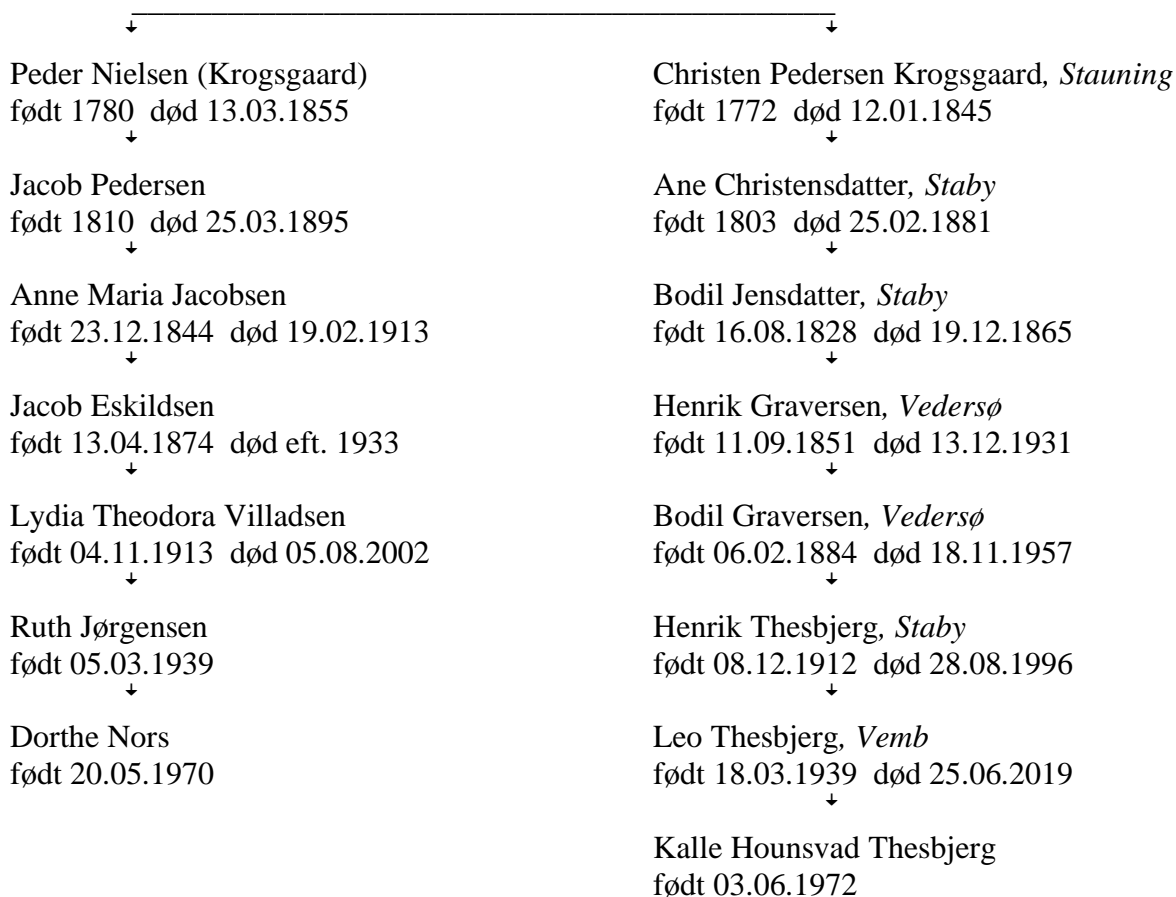 Peder Nielsen (Krogsgaard)
født 1780  død 13.03.1855
Jacob Pedersen
født 1810  død 25.03.1895
Anne Maria Jacobsen
født 23.12.1844  død 19.02.1913
Jacob Eskildsen
født 13.04.1874  død eft. 1933
Lydia Theodora Villadsen
født 04.11.1913  død 05.08.2002
Ruth Jørgensen
født 05.03.1939
Dorthe Nors
født 20.05.1970
Christen Pedersen Krogsgaard, Stauning
født 1772  død 12.01.1845
Ane Christensdatter, Staby
født 1803  død 25.02.1881
Bodil Jensdatter, Staby
født 16.08.1828  død 19.12.1865
Henrik Graversen, Vedersø
født 11.09.1851  død 13.12.1931
Bodil Graversen, Vedersø
født 06.02.1884  død 18.11.1957
Henrik Thesbjerg, Staby
født 08.12.1912  død 28.08.1996
Leo Thesbjerg, Vemb
født 18.03.1939  død 25.06.2019
Kalle Hounsvad Thesbjerg
født 03.06.1972